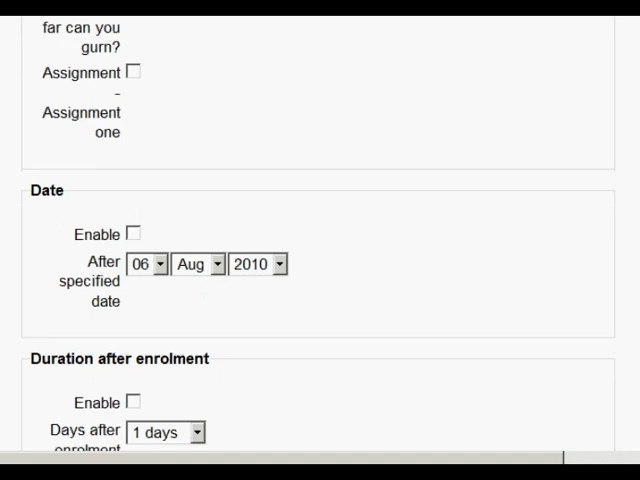 far can you
gurn?
Assignment
-
Assignment
one
Date
Enable
After 06 Aug 2010
specified
date
Duration after enrolment
Enable
Days after 1 days
enrolment